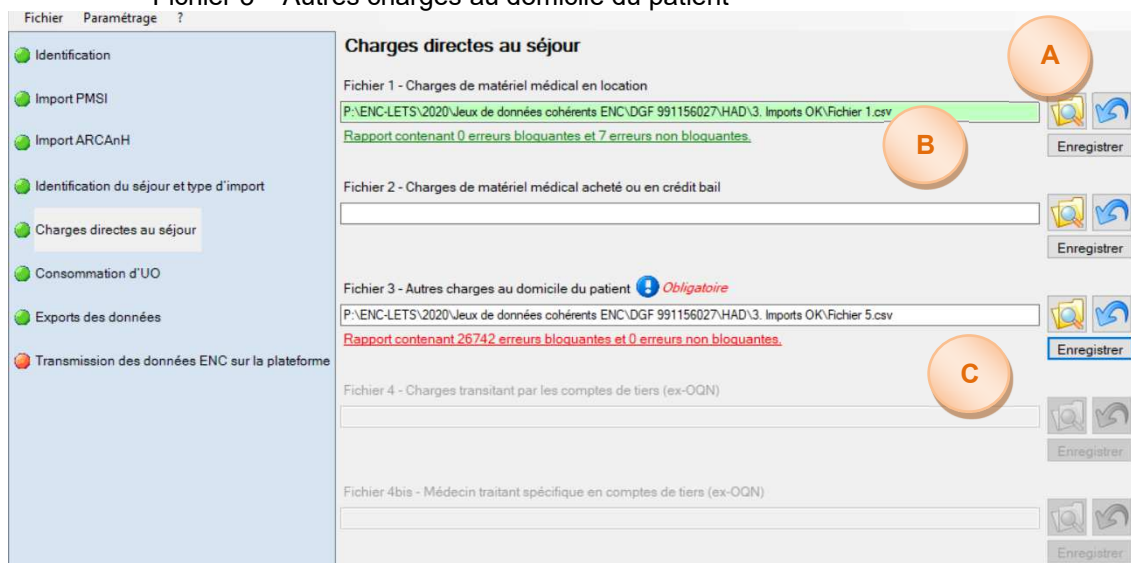 Fichier 3 – Autres charges au domicile du patient
Fichier Paramétrage ?
Identification
Import PMSI
Import ARCAnH
Identification du séjour et type d'import
Charges directes au séjour
Consommation d'UO
Exports des données
Transmission des données ENC sur la plateforme
Charges directes au séjour
A
Fichier 1 - Charges de matériel médical en location
P:\ENC-LETS\2020\Jeux de données cohérents ENC\DGF 991156027\HAD\3. Imports OK\Fichier 1.csv
Rapport contenant 0 erreurs bloquantes et 7 erreurs non bloquantes.
B
Enregistrer
Fichier 2 - Charges de matériel médical acheté ou en crédit bail
Enregistrer
Fichier 3 - Autres charges au domicile du patient Obligatoire
P:\ENC-LETS\2020\Jeux de données cohérents ENC\DGF 991156027\HAD\3. Imports OK\Fichier 5.csv
Rapport contenant 26742 erreurs bloquantes et 0 erreurs non bloquantes.
Enregistrer
C
Fichier 4 - Charges transitant par les comptes de tiers (ex-OQN)
Enregistrer
Fichier 4bis - Médecin traitant spécifique en comptes de tiers (ex-OQN)
Enregistrer